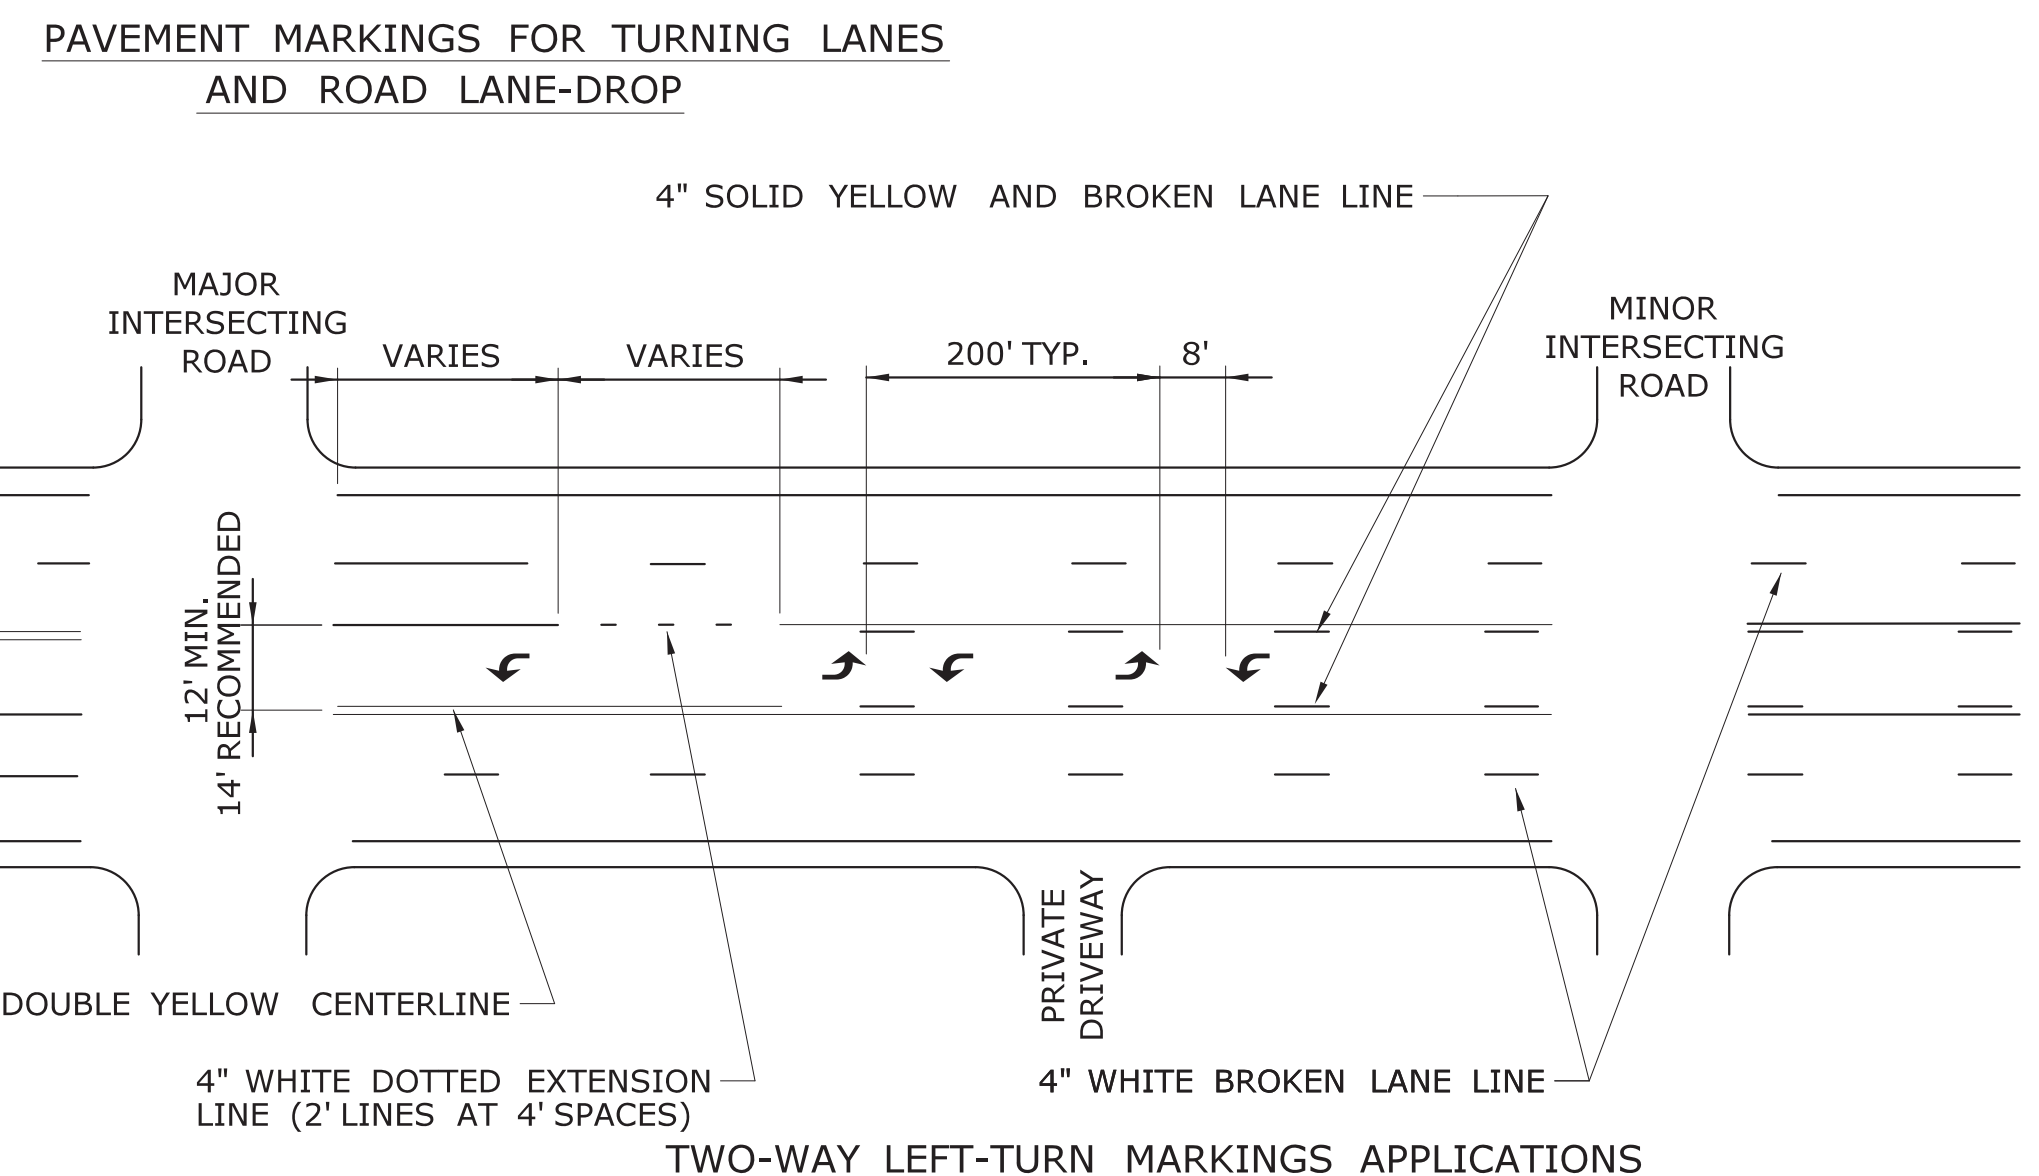 PAVEMENT MARKINGS FOR TURNING LANES
AND ROAD LANE-DROP
4" SOLID YELLOW AND BROKEN LANE LINE
MAJOR
INTERSECTING
ROAD
VARIES
VARIES
200' TYP.
8'
MINOR
INTERSECTING
ROAD
12' MIN.
14' RECOMMENDED
PRIVATE
DRIVEWAY
DOUBLE YELLOW CENTERLINE
4" WHITE DOTTED EXTENSION
LINE (2' LINES AT 4' SPACES)
4" WHITE BROKEN LANE LINE
TWO-WAY LEFT-TURN MARKINGS APPLICATIONS